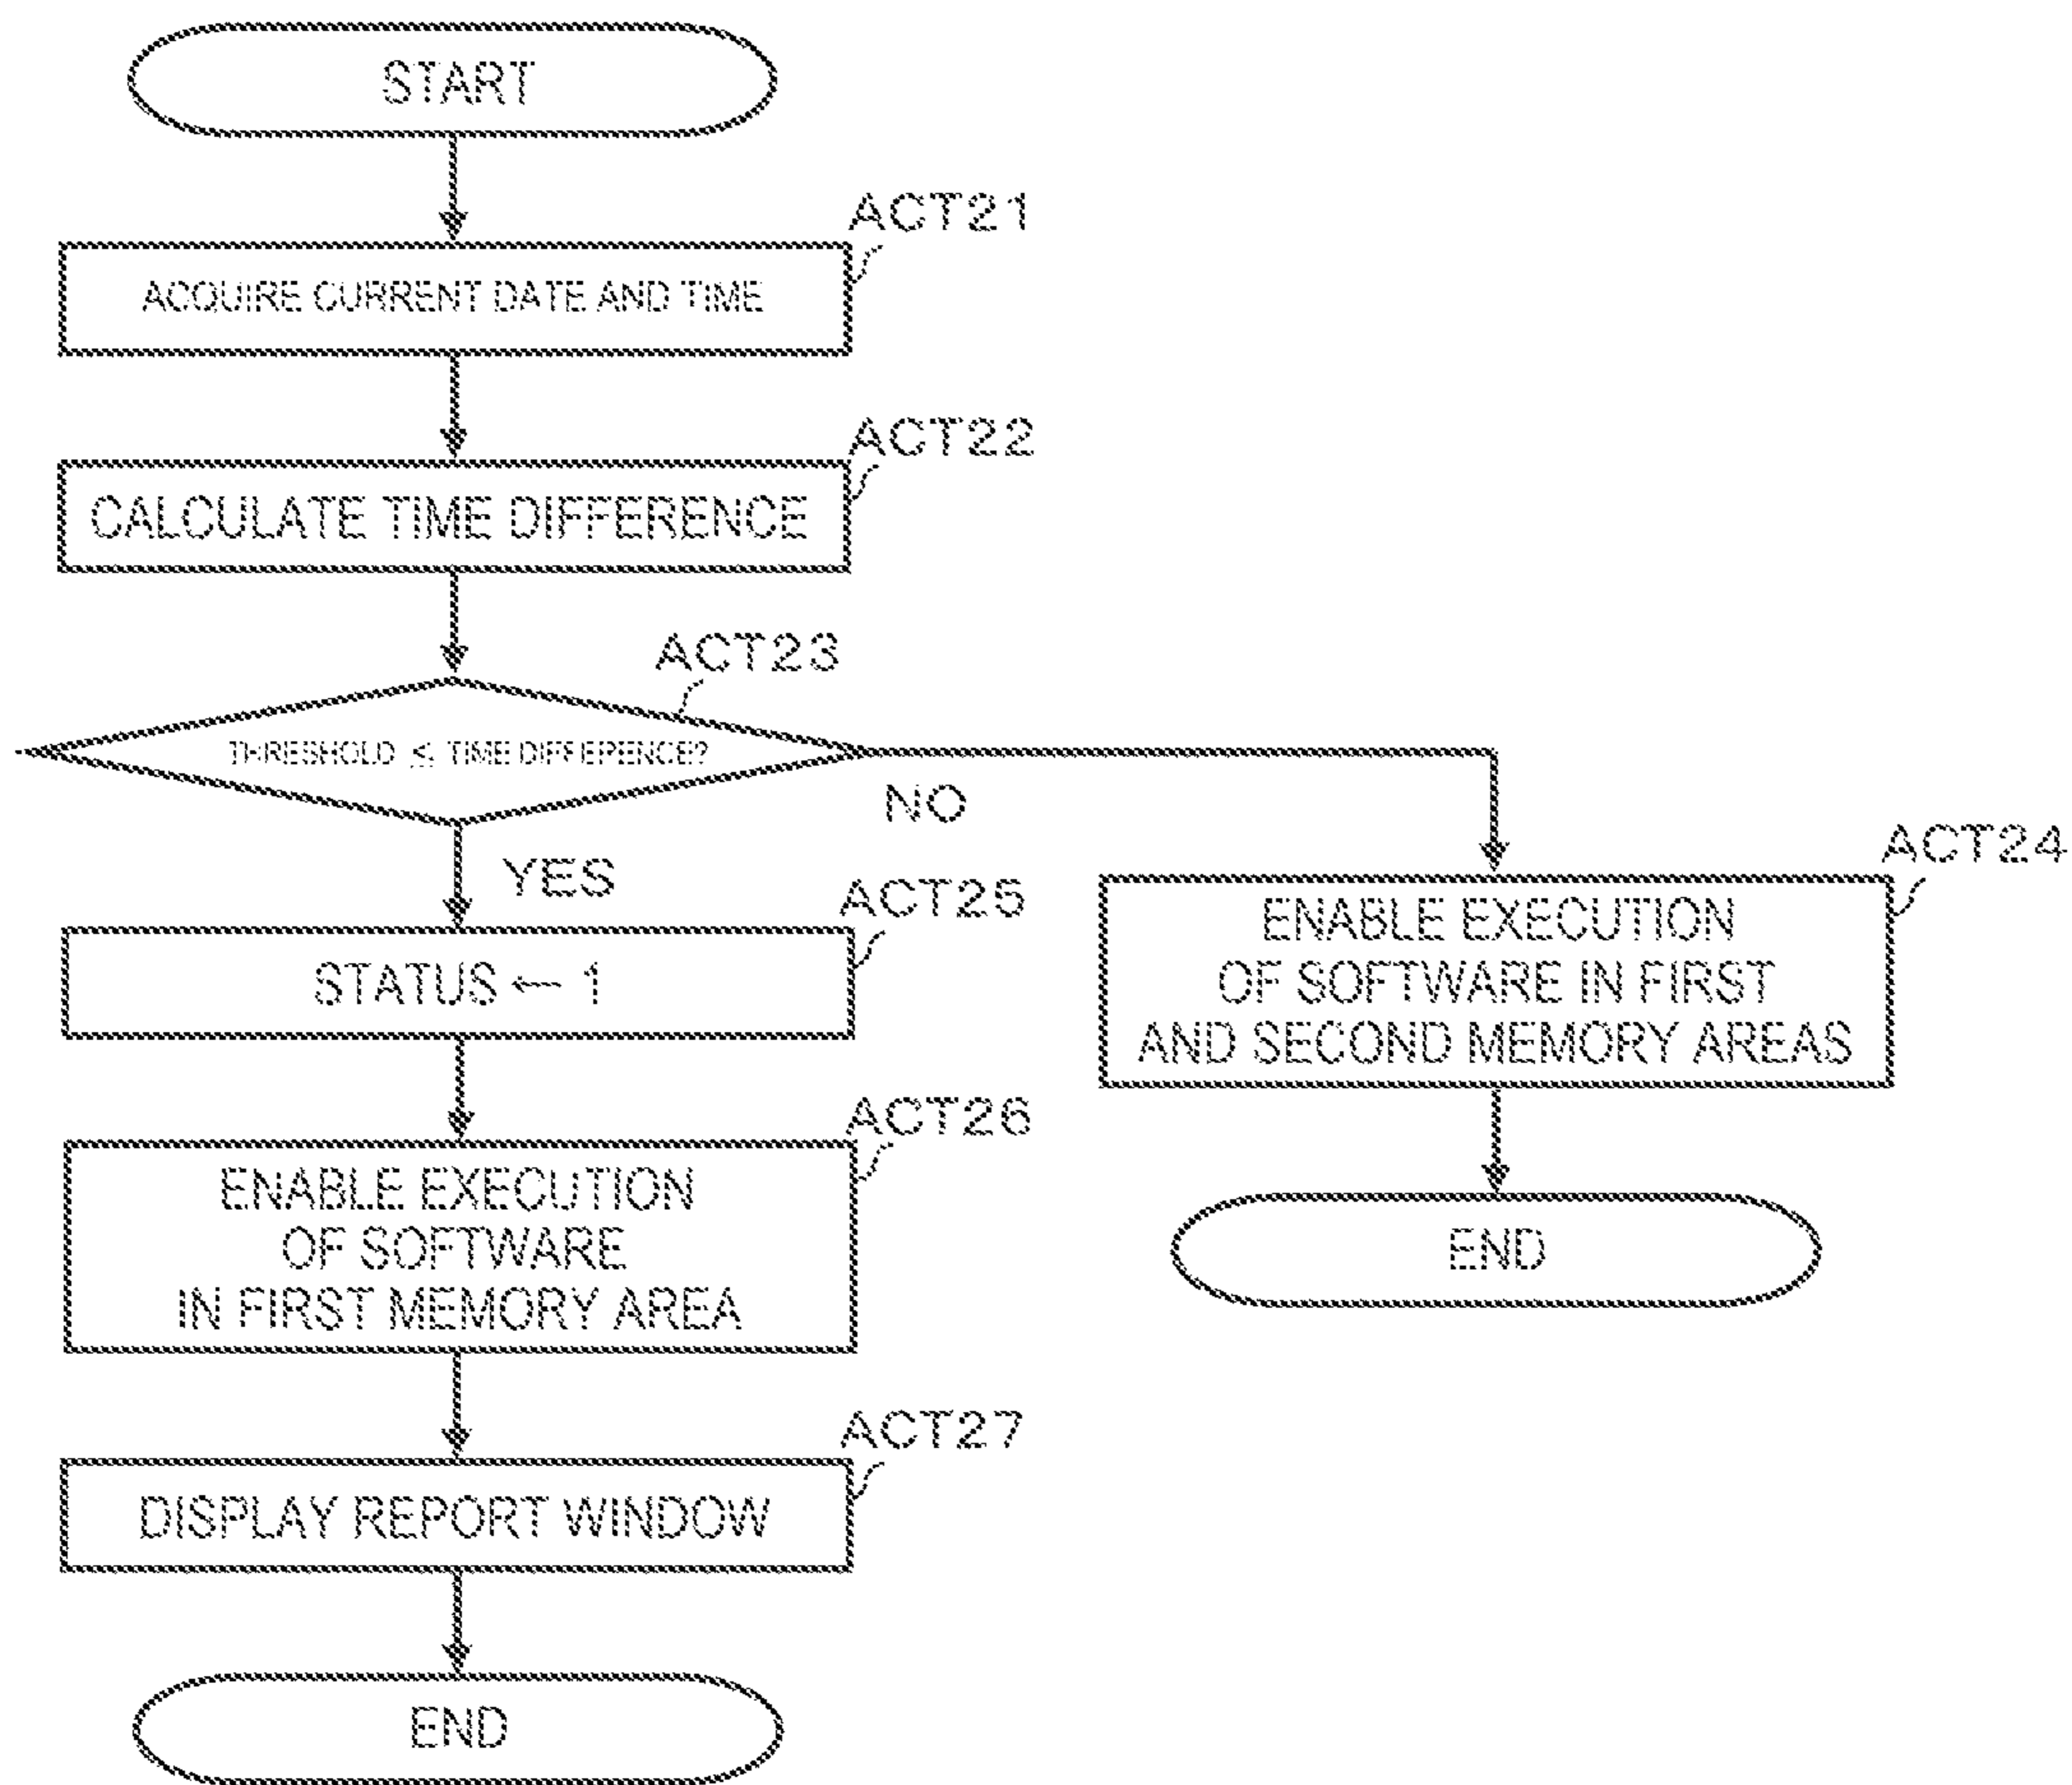 START
ACT21
ACQUIRE CURRENT DATE AND TIME
ACT22
CALCULATE TIME DIFFERENCE
ACT23
THRESHOLD ≤ TIME DIFFERENCE?
NO
YES
ACT24
ENABLE EXECUTION
OF SOFTWARE IN FIRST
AND SECOND MEMORY AREAS
END
ACT25
STATUS ← 1
ACT26
ENABLE EXECUTION
OF SOFTWARE
IN FIRST MEMORY AREA
ACT27
DISPLAY REPORT WINDOW
END